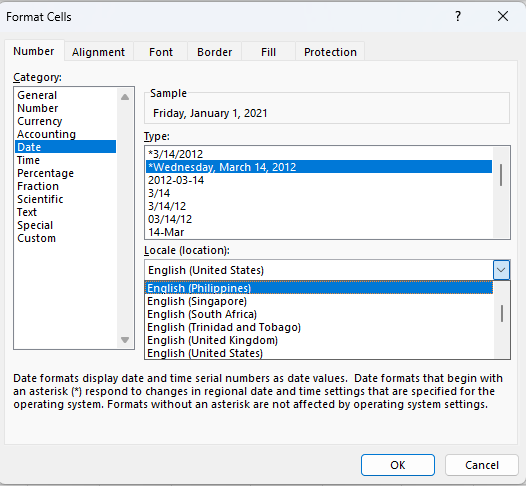 Format Cells
?
Number Alignment Font Border Fill Protection
Category:
General
Number
Currency
Accounting
Date
Time
Percentage
Fraction
Scientific
Text
Special
Custom
Sample
Friday, January 1, 2021
Type:
*3/14/2012
*Wednesday, March 14, 2012
2012-03-14
3/14
3/14/12
03/14/12
14-Mar
Locale (location):
English (United States)
English (Philippines)
English (Singapore)
English (South Africa)
English (Trinidad and Tobago)
English (United Kingdom)
English (United States)
Date formats display date and time serial numbers as date values.  Date formats that begin with
an asterisk (*) respond to changes in regional date and time settings that are specified for the
operating system. Formats without an asterisk are not affected by operating system settings.
OK Cancel